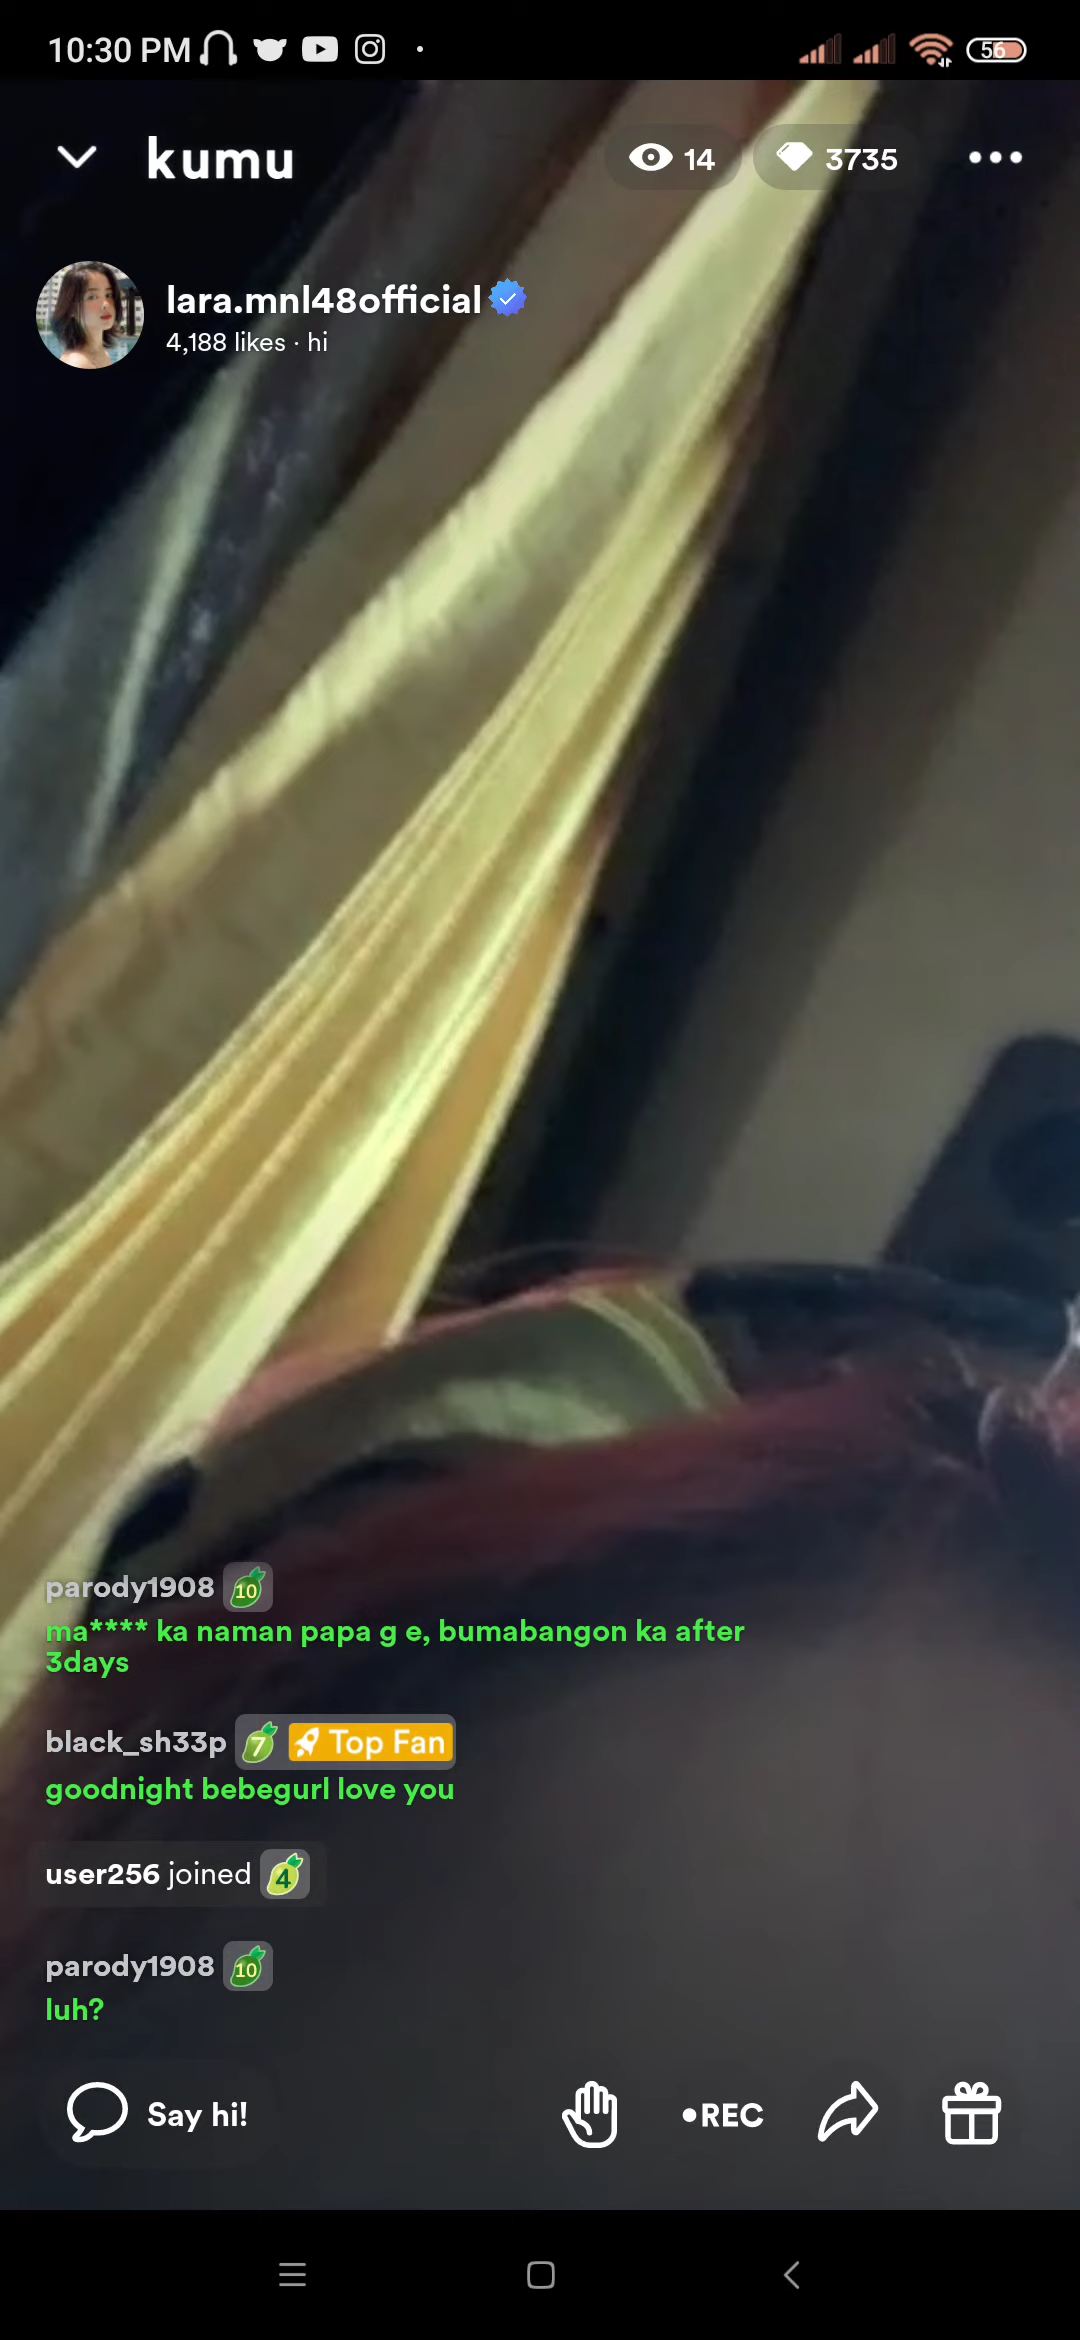 10:30 PM
56
kumu
14
3735
lara.mnl48official
4,188 likes · hi
parody1908 10
ma**** ka naman papa g e, bumabangon ka after
3days
black_sh33p 7 Top Fan
goodnight bebegurl love you
user256 joined 4
parody1908 10
luh?
Say hi!
•REC